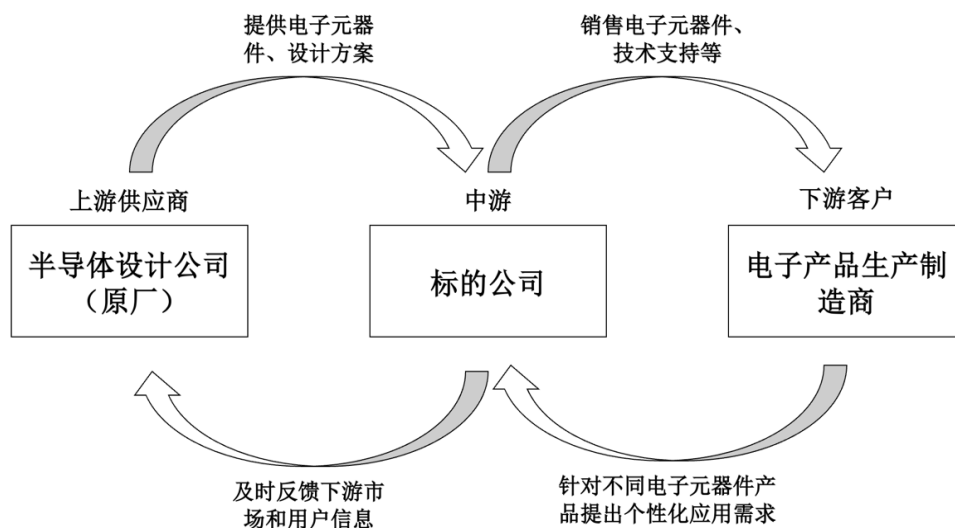 提供电子元器
件、设计方案
销售电子元器件、
技术支持等
上游供应商
中游
下游客户
半导体设计公司
（原厂）
标的公司
电子产品生产制
造商
及时反馈下游市
场和用户信息
针对不同电子元器件产
品提出个性化应用需求